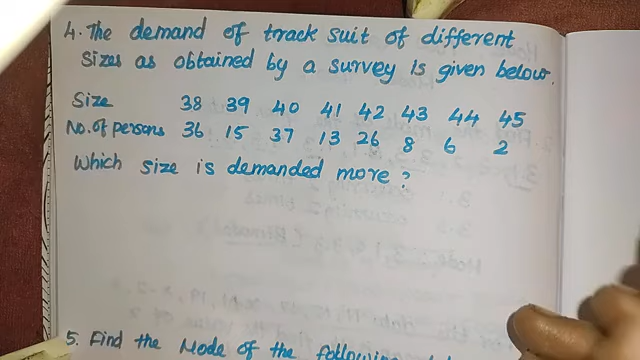 4. The demand of track suit of different
Sizes as obtained by a survey is given below.
Size 38 39 40 41 42 43 44 45
No. of persons 36 15 37 13 26 8 6 2
Which size is demanded more?
5. Find the Mode of the following